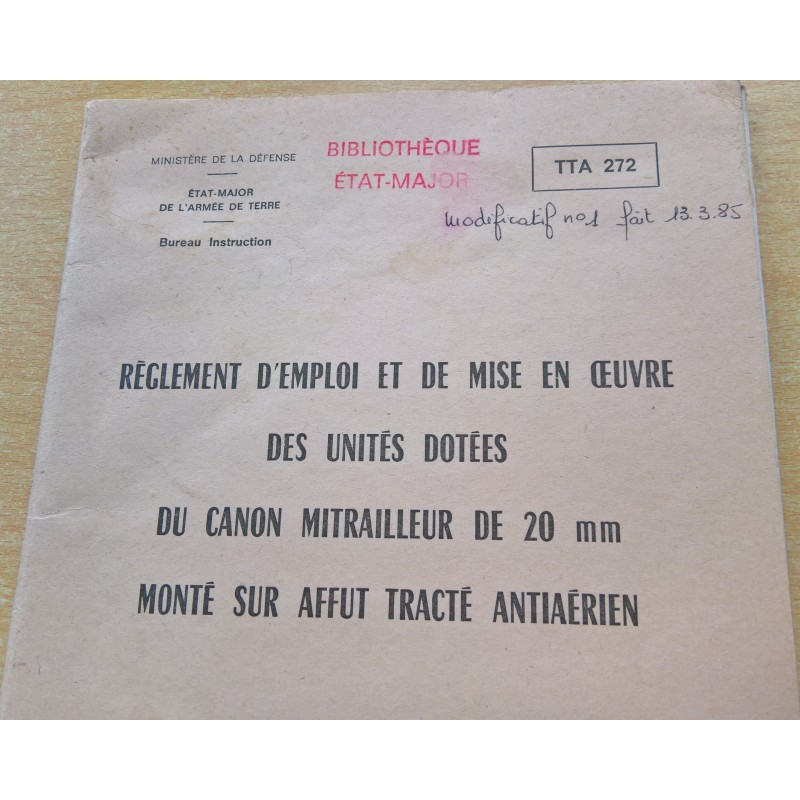 MINISTÈRE DE LA DÉFENSE
ÉTAT-MAJOR
DE L'ARMÉE DE TERRE
Bureau Instruction
BIBLIOTHÈQUE
ÉTAT-MAJOR
TTA 272
Modificatif no1 fait 13.3.85
RÈGLEMENT D'EMPLOI ET DE MISE EN ŒUVRE
DES UNITÉS DOTÉES
DU CANON MITRAILLEUR DE 20 mm
MONTÉ SUR AFFUT TRACTÉ ANTIAÉRIEN